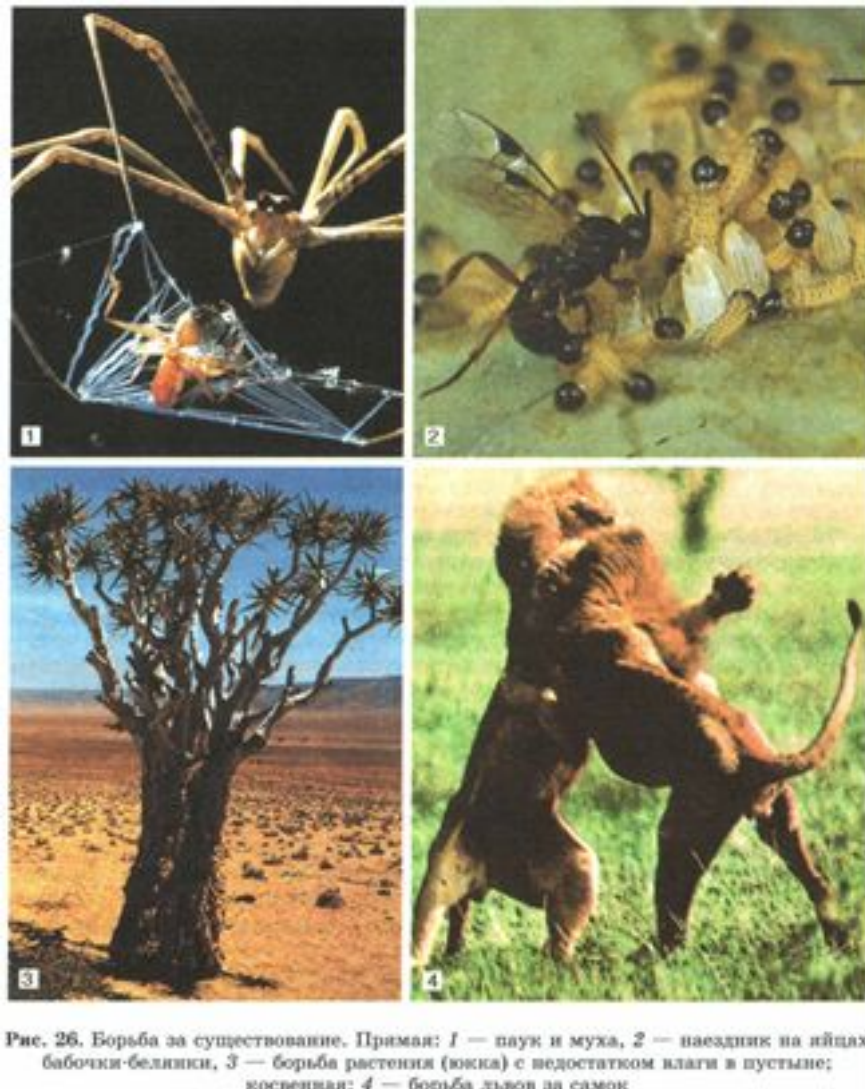 1
2
3
4
Рис. 26. Борьба за существование. Прямая: 1 — паук и муха, 2 — наездник на яйцах
бабочки-белянки, 3 — борьба растения (юкка) с недостатком влаги в пустыне;
косвенная: 4 — борьба львов за самок